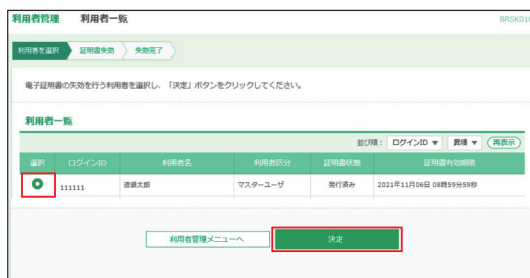 利用者管理 利用者一覧 BRSK018
利用者を選択 証明書失効 失効完了
電子証明書の失効を行う利用者を選択し、「決定」ボタンをクリックしてください。
利用者一覧
並び順： ログインID ▼ 昇順 ▼ (再表示)
選択 ログインID 利用者名 利用者区分 証明書状態 証明書有効期限
111111 道銀太郎 マスターユーザ 発行済み 2021年11月06日 08時59分59秒
利用者管理メニューへ 決定